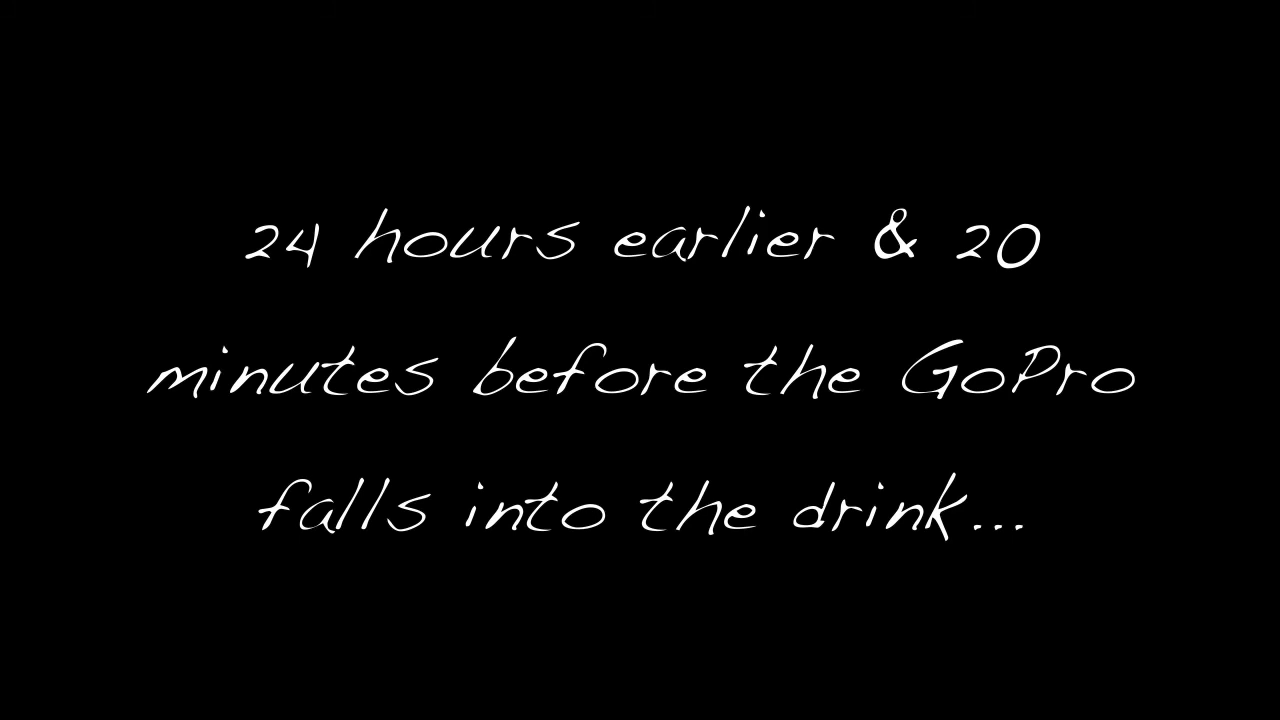 24 hours earlier & 20
minutes before the GoPro
falls into the drink...